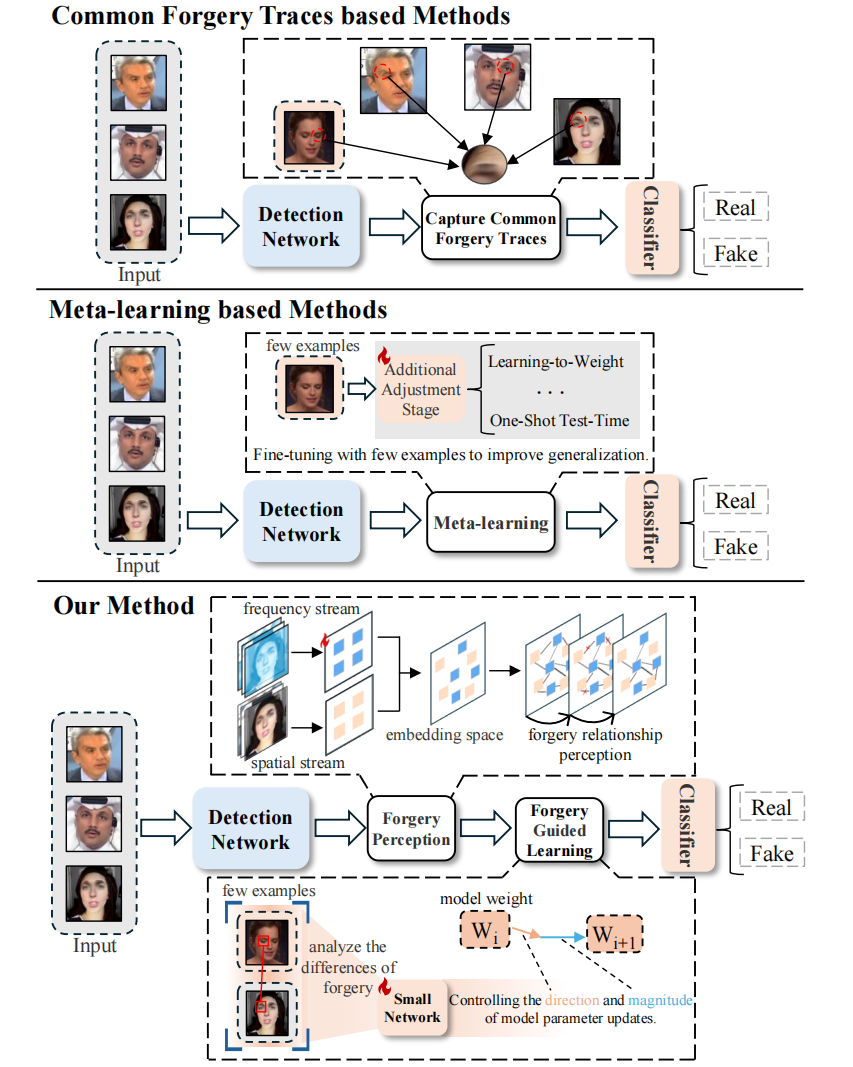 Common Forgery Traces based Methods
Input
Detection
Network
Capture Common
Forgery Traces
Classifier
Real
Fake
Meta-learning based Methods
few examples
Additional
Adjustment
Stage
Learning-to-Weight
...
One-Shot Test-Time
Fine-tuning with few examples to improve generalization.
Input
Detection
Network
Meta-learning
Classifier
Real
Fake
Our Method
frequency stream
spatial stream
embedding space
forgery relationship
perception
Input
Detection
Network
Forgery
Perception
Forgery
Guided
Learning
Classifier
Real
Fake
few examples
analyze the
differences of
forgery
Small
Network
model weight
Wi
Wi+1
Controlling the direction and magnitude
of model parameter updates.